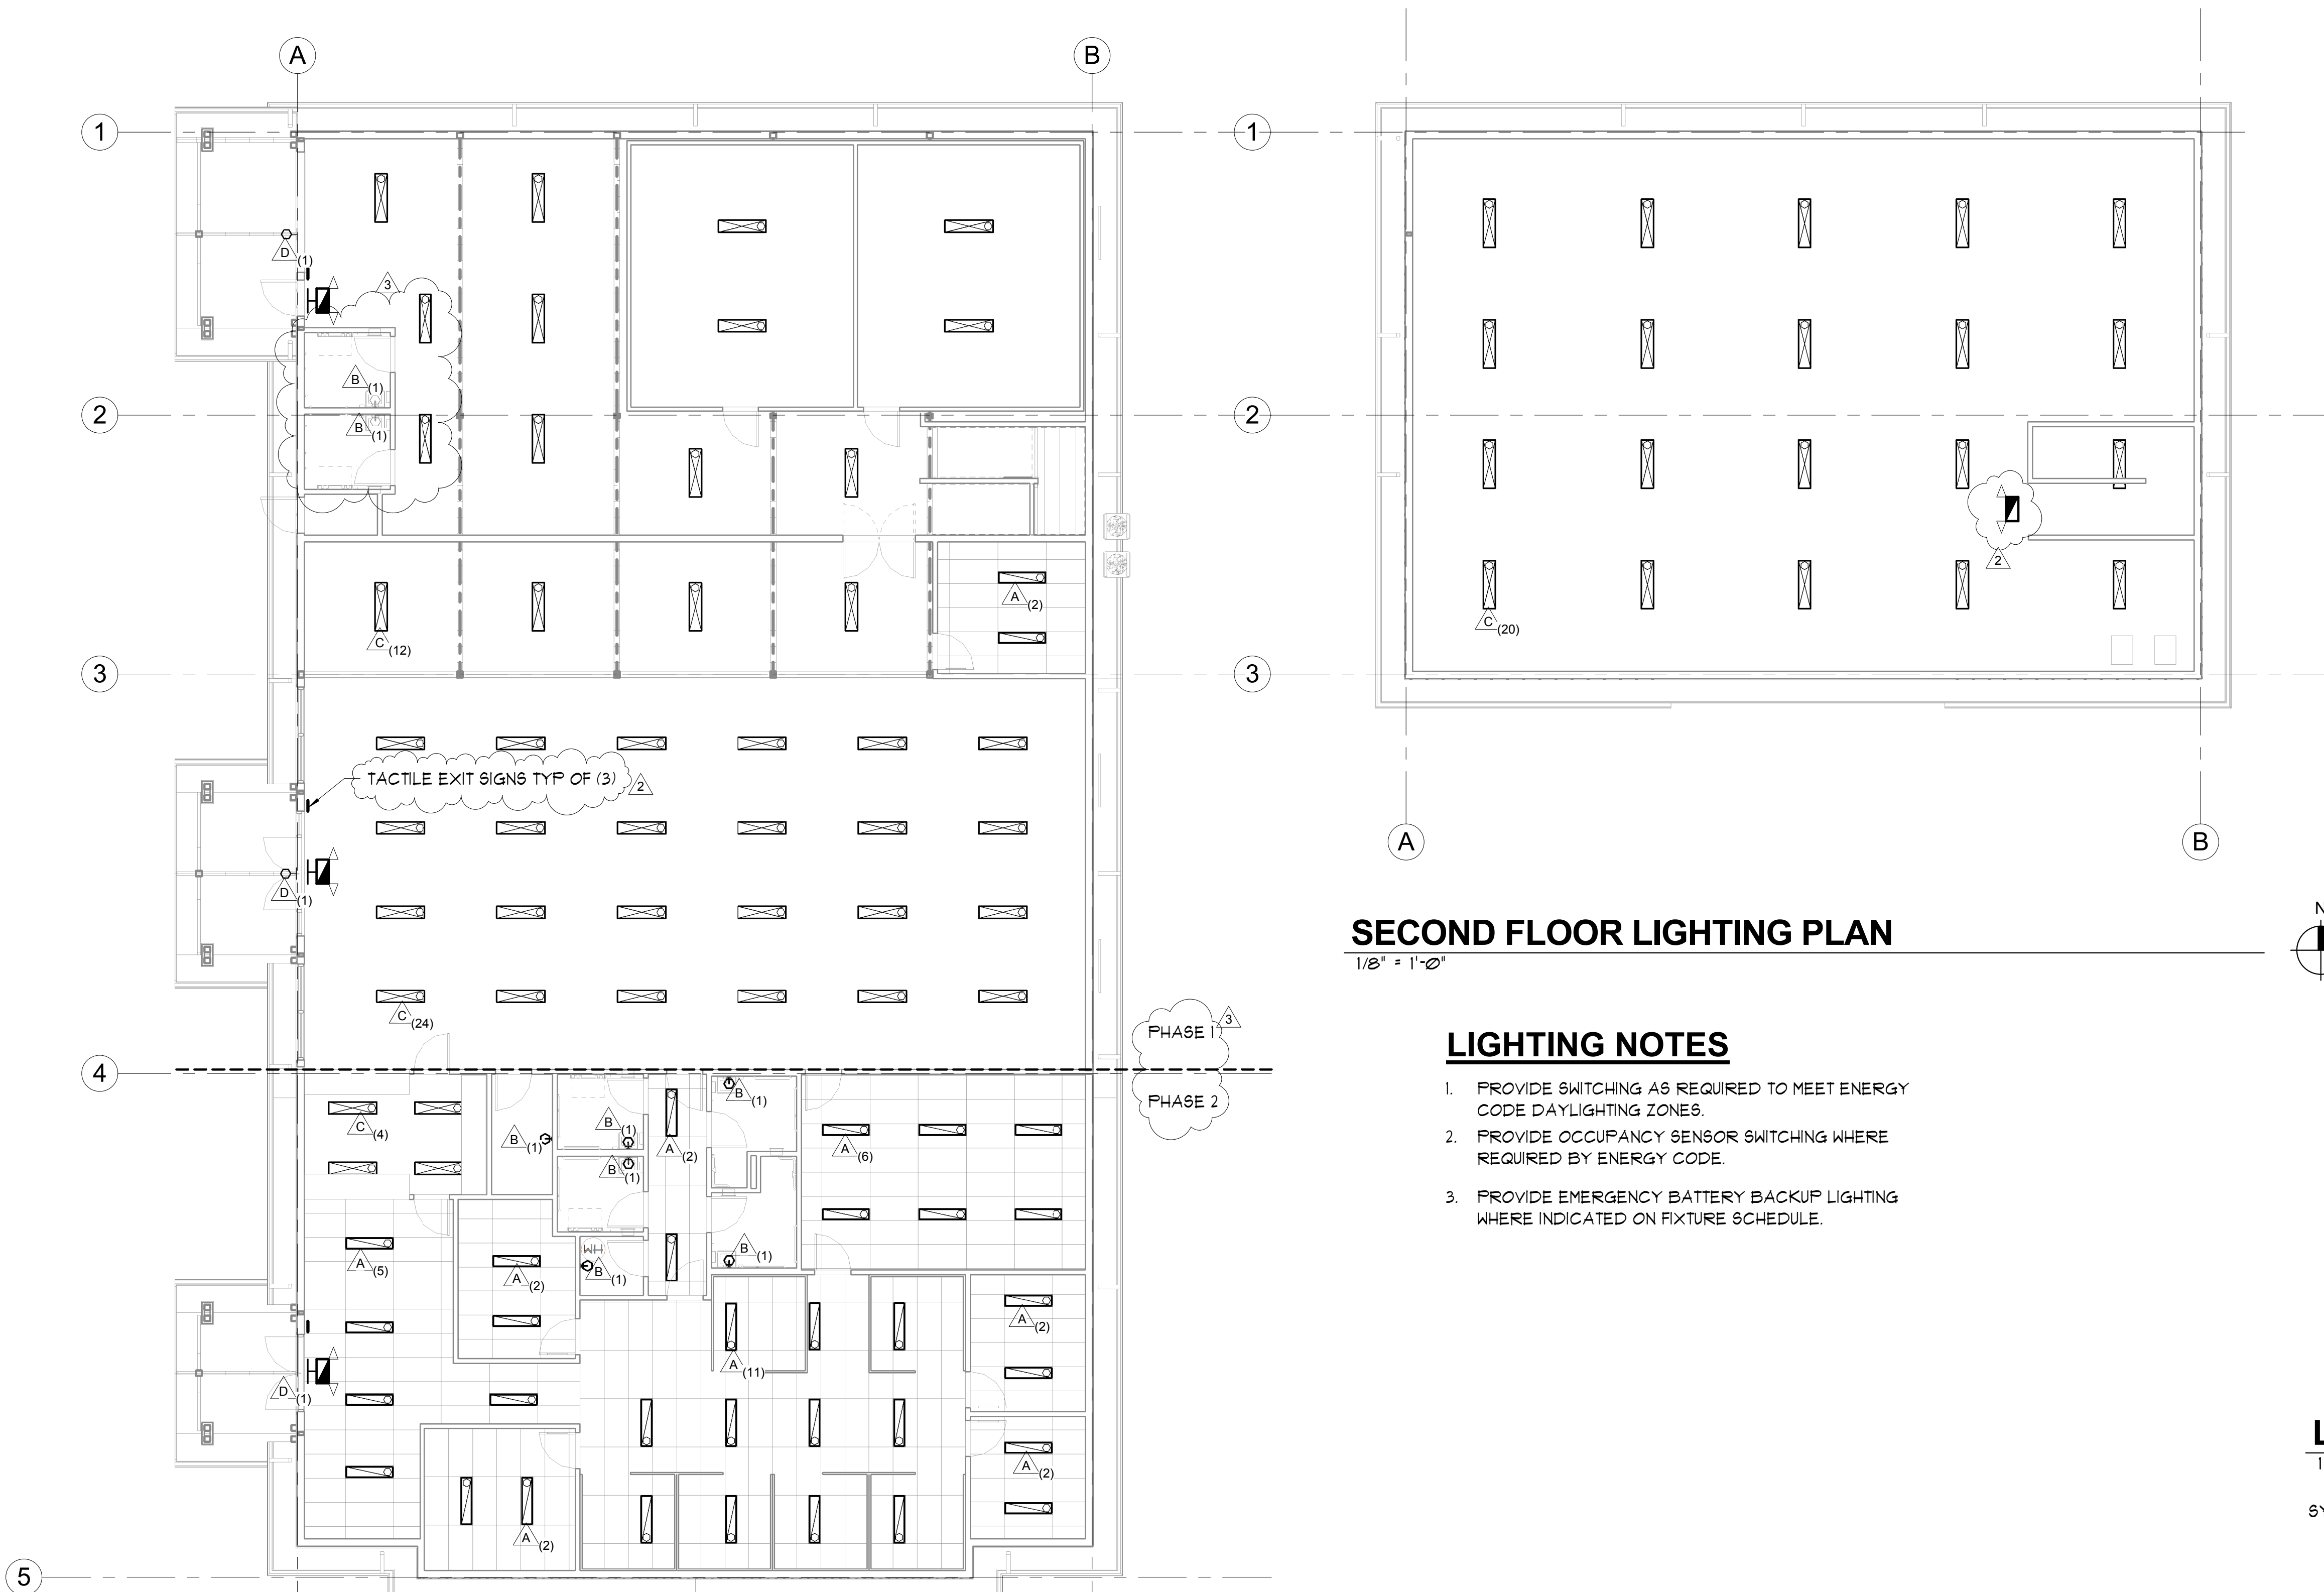 A
B
1
1
D
(1)
3
B
(1)
B
(1)
2
2
2
A
(2)
C
(12)
C
(20)
3
3
TACTILE EXIT SIGNS TYP OF (3)
2
D
(1)
A
B
SECOND FLOOR LIGHTING PLAN
1/8" = 1'-0"
N
C
(24)
PHASE 1
3
PHASE 2
4
LIGHTING NOTES
1. PROVIDE SWITCHING AS REQUIRED TO MEET ENERGY
CODE DAYLIGHTING ZONES.
2. PROVIDE OCCUPANCY SENSOR SWITCHING WHERE
REQUIRED BY ENERGY CODE.
3. PROVIDE EMERGENCY BATTERY BACKUP LIGHTING
WHERE INDICATED ON FIXTURE SCHEDULE.
C
(4)
B
(1)
B
(1)
B
(1)
A
(2)
B
(1)
A
(6)
B
(1)
WH
B
(1)
A
(5)
A
(2)
A
(2)
A
(11)
D
(1)
A
(2)
A
(2)
5
L
1
SY